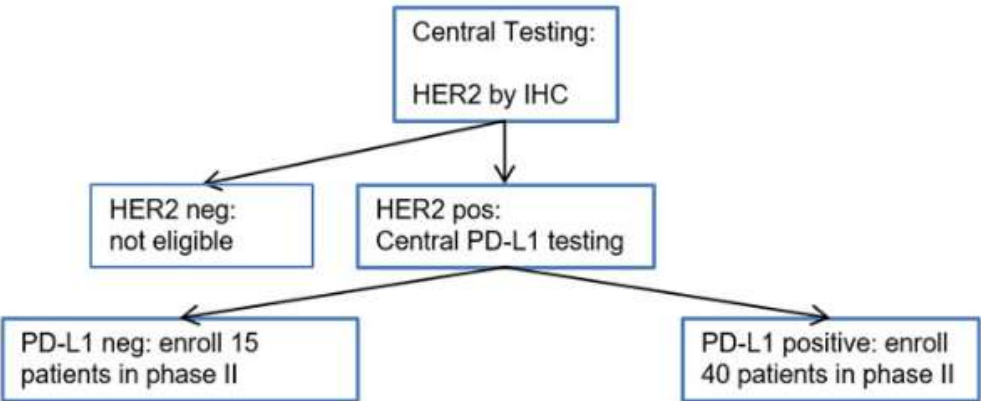 Central Testing:
HER2 by IHC
HER2 neg:
not eligible
HER2 pos:
Central PD-L1 testing
PD-L1 neg: enroll 15
patients in phase II
PD-L1 positive: enroll
40 patients in phase II